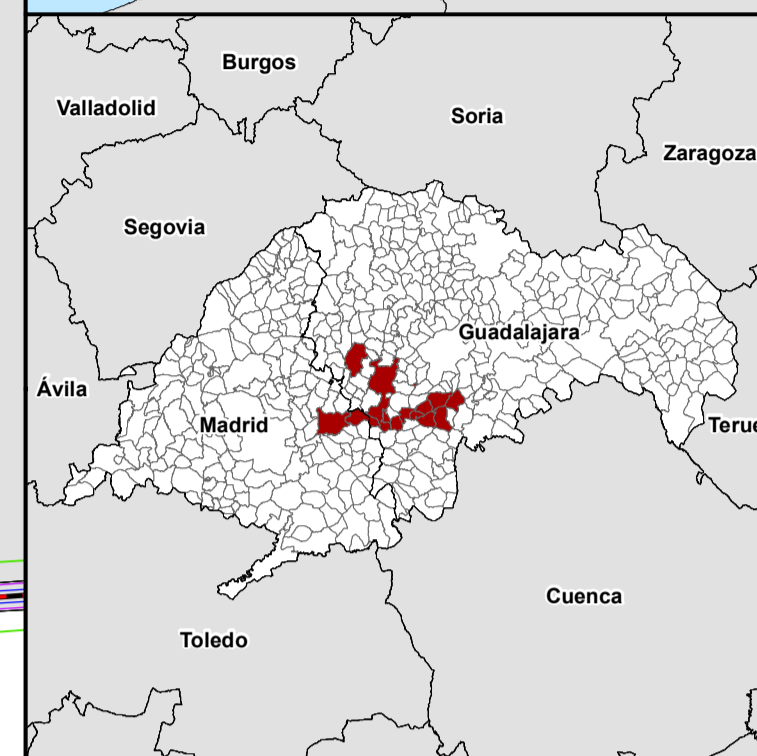 Burgos
Valladolid
Soria
Zaragoza
Segovia
Guadalajara
Ávila
Madrid
Terue
Cuenca
Toledo